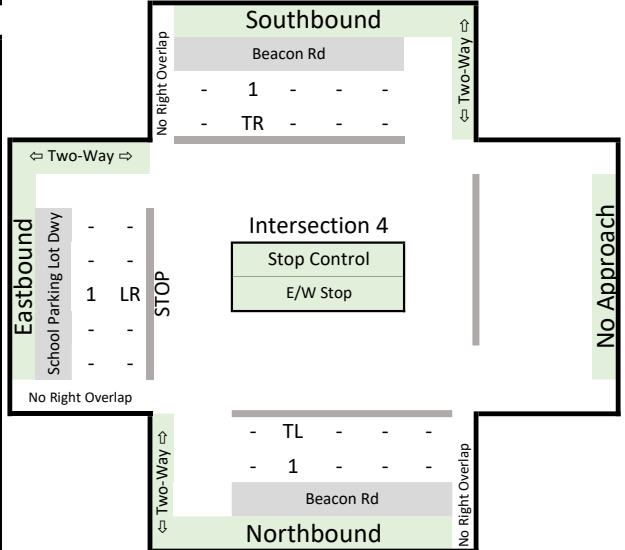 Southbound
Beacon Rd
No Right Overlap
- 1 - - -
- TR - - -
⇦ Two-Way ⇨
⇦ Two-Way ⇨
Eastbound
School Parking Lot Dwy
- -
- -
1 LR
- -
- -
STOP
No Right Overlap
Intersection 4
Stop Control
E/W Stop
No Approach
- TL - - -
- 1 - - -
Beacon Rd
Northbound
⇦ Two-Way ⇨
No Right Overlap